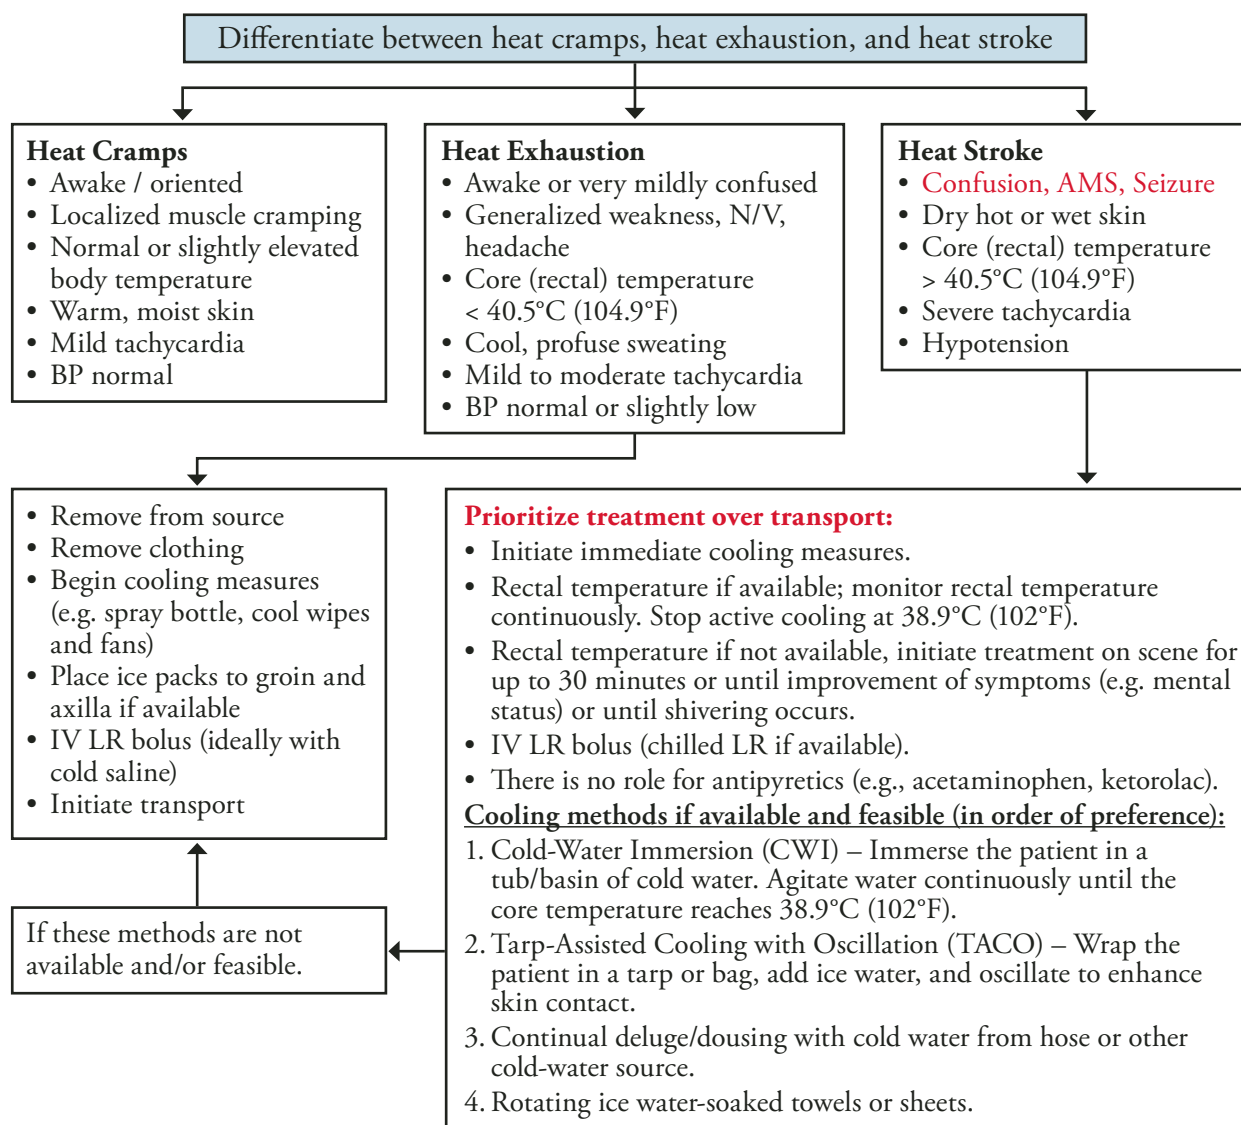 Differentiate between heat cramps, heat exhaustion, and heat stroke
Heat Cramps
• Awake / oriented
• Localized muscle cramping
• Normal or slightly elevated
body temperature
• Warm, moist skin
• Mild tachycardia
• BP normal
Heat Exhaustion
• Awake or very mildly confused
• Generalized weakness, N/V,
headache
• Core (rectal) temperature
< 40.5°C (104.9°F)
• Cool, profuse sweating
• Mild to moderate tachycardia
• BP normal or slightly low
Heat Stroke
• Confusion, AMS, Seizure
• Dry hot or wet skin
• Core (rectal) temperature
> 40.5°C (104.9°F)
• Severe tachycardia
• Hypotension
• Remove from source
• Remove clothing
• Begin cooling measures
(e.g. spray bottle, cool wipes
and fans)
• Place ice packs to groin and
axilla if available
• IV LR bolus (ideally with
cold saline)
• Initiate transport
Prioritize treatment over transport:
• Initiate immediate cooling measures.
• Rectal temperature if available; monitor rectal temperature
continuously. Stop active cooling at 38.9°C (102°F).
• Rectal temperature if not available, initiate treatment on scene for
up to 30 minutes or until improvement of symptoms (e.g. mental
status) or until shivering occurs.
• IV LR bolus (chilled LR if available).
• There is no role for antipyretics (e.g., acetaminophen, ketorolac).
Cooling methods if available and feasible (in order of preference):
1. Cold-Water Immersion (CWI) – Immerse the patient in a
tub/basin of cold water. Agitate water continuously until the
core temperature reaches 38.9°C (102°F).
2. Tarp-Assisted Cooling with Oscillation (TACO) – Wrap the
patient in a tarp or bag, add ice water, and oscillate to enhance
skin contact.
3. Continual deluge/dousing with cold water from hose or other
cold-water source.
4. Rotating ice water-soaked towels or sheets.
If these methods are not
available and/or feasible.